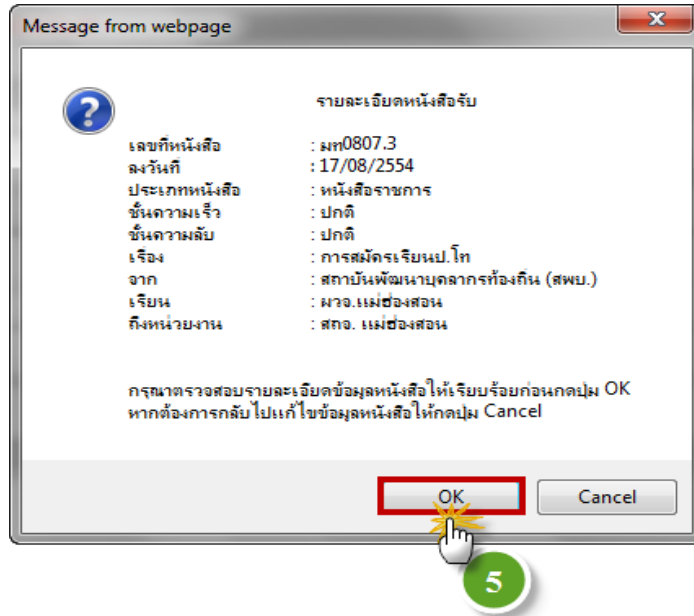 Message from webpage
รายละเอียดหนังสือรับ
เลขที่หนังสือ : มท0807.3
ลงวันที่ : 17/08/2554
ประเภทหนังสือ : หนังสือราชการ
ชั้นความเร็ว : ปกติ
ชั้นความลับ : ปกติ
เรื่อง : การสมัครเรียนป.โท
จาก : สถาบันพัฒนาบุคลากรท้องถิ่น (สพบ.)
เรียน : ผวจ.แม่ฮ่องสอน
ถึงหน่วยงาน : สถจ. แม่ฮ่องสอน
กรุณาตรวจสอบรายละเอียดข้อมูลหนังสือให้เรียบร้อยก่อนกดปุ่ม OK
หากต้องการกลับไปแก้ไขข้อมูลหนังสือให้กดปุ่ม Cancel
OK Cancel
5